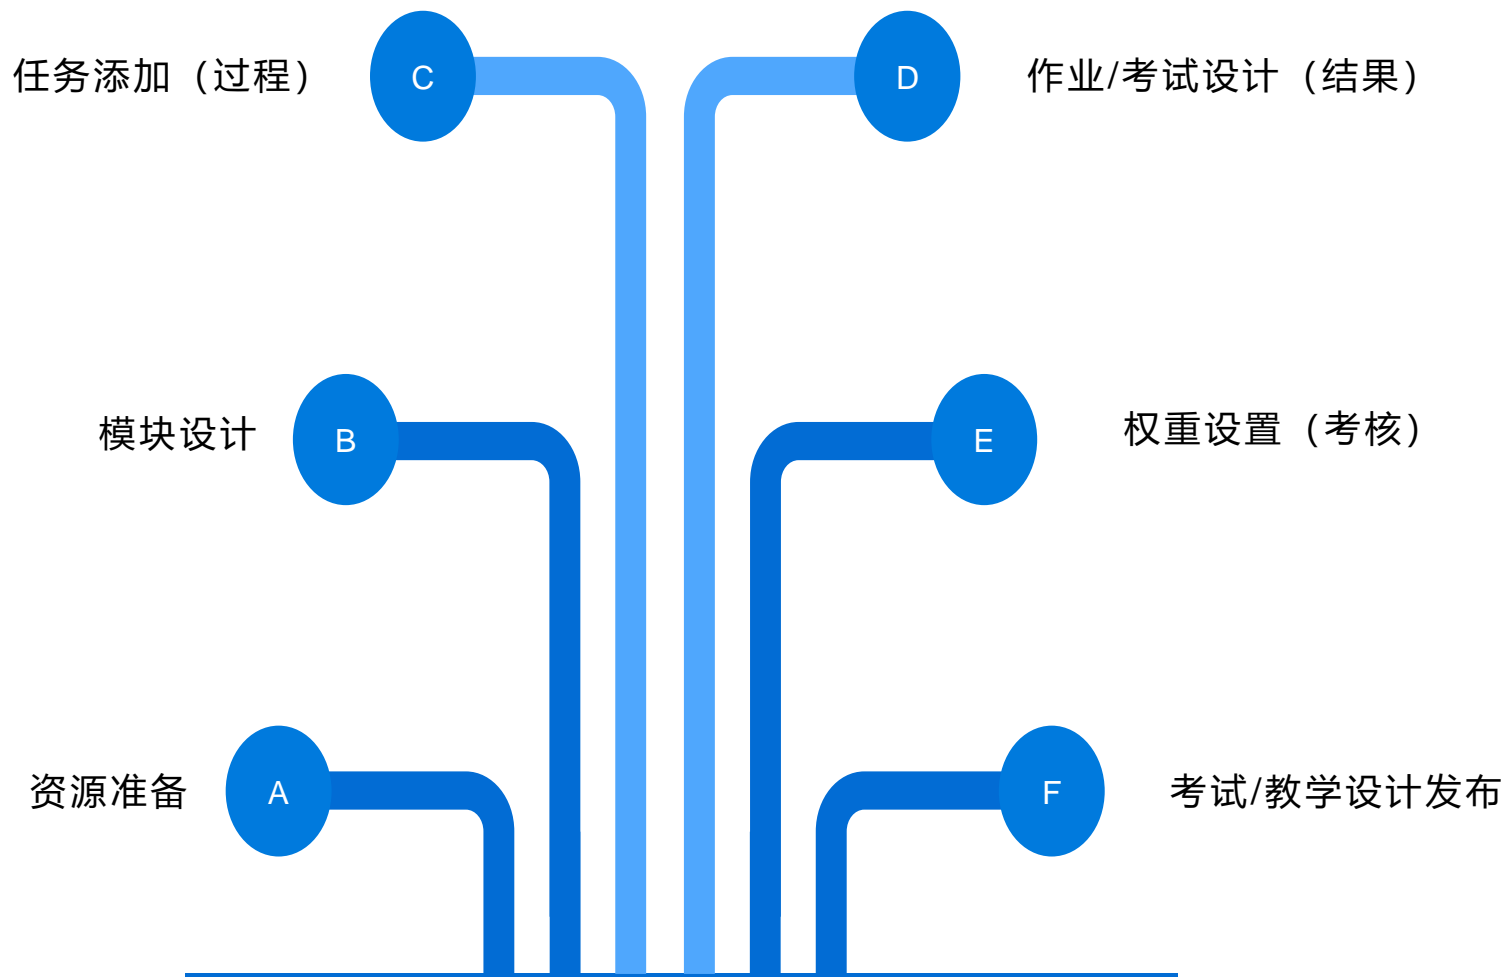 任务添加（过程）
C
D
作业/考试设计（结果）
模块设计
B
E
权重设置（考核）
资源准备
A
F
考试/教学设计发布